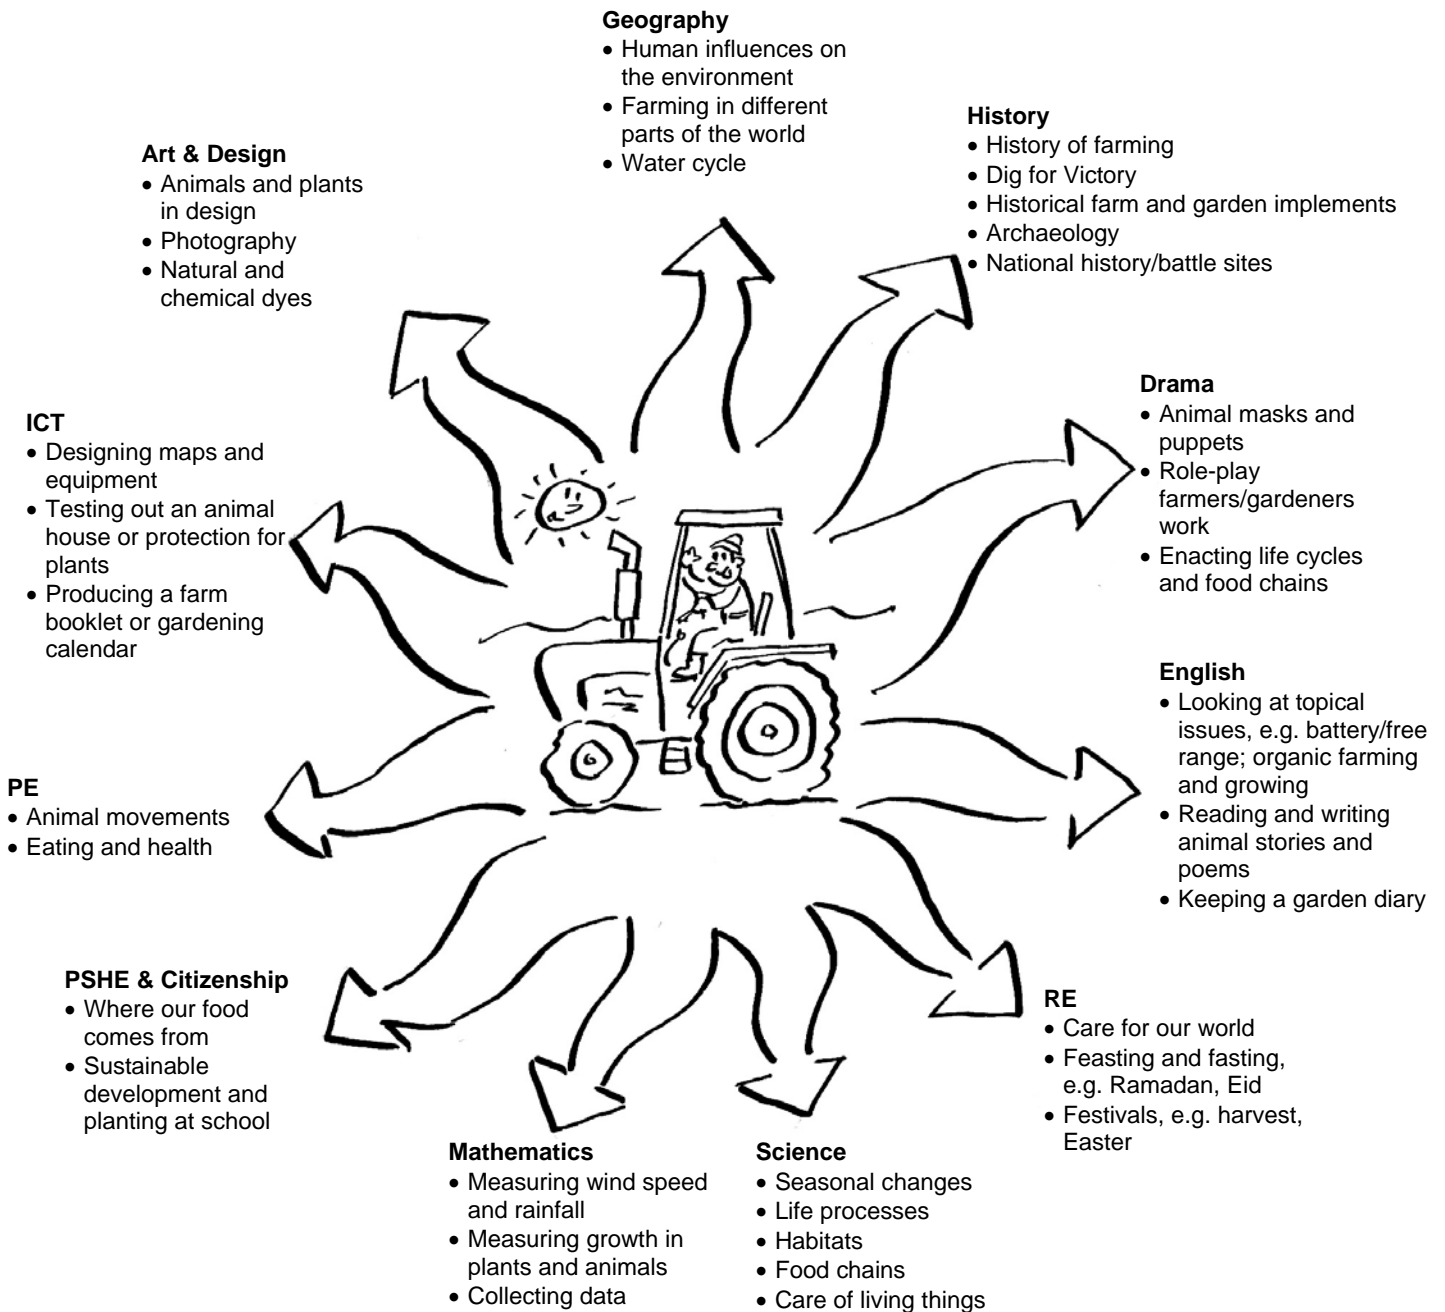 Geography
• Human influences on
the environment
• Farming in different
parts of the world
• Water cycle
History
• History of farming
• Dig for Victory
• Historical farm and garden implements
• Archaeology
• National history/battle sites
Art & Design
• Animals and plants
in design
• Photography
• Natural and
chemical dyes
Drama
• Animal masks and
puppets
• Role-play
farmers/gardeners
work
• Enacting life cycles
and food chains
ICT
• Designing maps and
equipment
• Testing out an animal
house or protection for
plants
• Producing a farm
booklet or gardening
calendar
English
• Looking at topical
issues, e.g. battery/free
range; organic farming
and growing
• Reading and writing
animal stories and
poems
• Keeping a garden diary
PE
• Animal movements
• Eating and health
PSHE & Citizenship
• Where our food
comes from
• Sustainable
development and
planting at school
RE
• Care for our world
• Feasting and fasting,
e.g. Ramadan, Eid
• Festivals, e.g. harvest,
Easter
Mathematics
• Measuring wind speed
and rainfall
• Measuring growth in
plants and animals
• Collecting data
Science
• Seasonal changes
• Life processes
• Habitats
• Food chains
• Care of living things